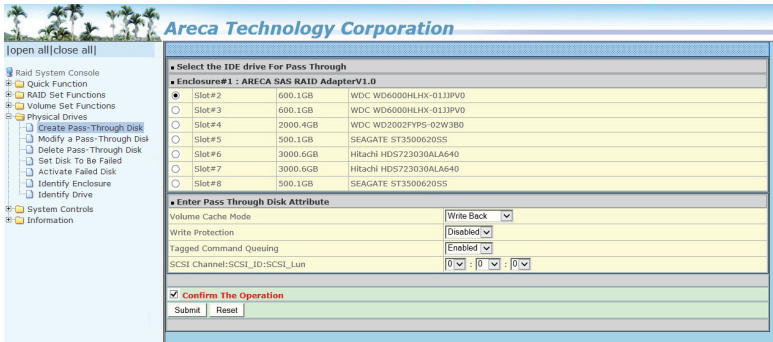 Areca Technology Corporation
|open all|close all|
Raid System Console
Quick Function
RAID Set Functions
Volume Set Functions
Physical Drives
Create Pass-Through Disk
Modify a Pass-Through Disk
Delete Pass-Through Disk
Set Disk To Be Failed
Activate Failed Disk
Identify Enclosure
Identify Drive
System Controls
Information
Select the IDE drive For Pass Through
Enclosure#1 : ARECA SAS RAID AdapterV1.0
Slot#2 600.1GB WDC WD6000HLHX-01JJPV0
Slot#3 600.1GB WDC WD6000HLHX-01JJPV0
Slot#4 2000.4GB WDC WD2002FYPS-02W3B0
Slot#5 500.1GB SEAGATE ST3500620SS
Slot#6 3000.6GB Hitachi HDS723030ALA640
Slot#7 3000.6GB Hitachi HDS723030ALA640
Slot#8 500.1GB SEAGATE ST3500620SS
Enter Pass Through Disk Attribute
Volume Cache Mode Write Back
Write Protection Disabled
Tagged Command Queuing Enabled
SCSI Channel:SCSI_ID:SCSI_Lun 0 : 0 : 0
Confirm The Operation
Submit Reset